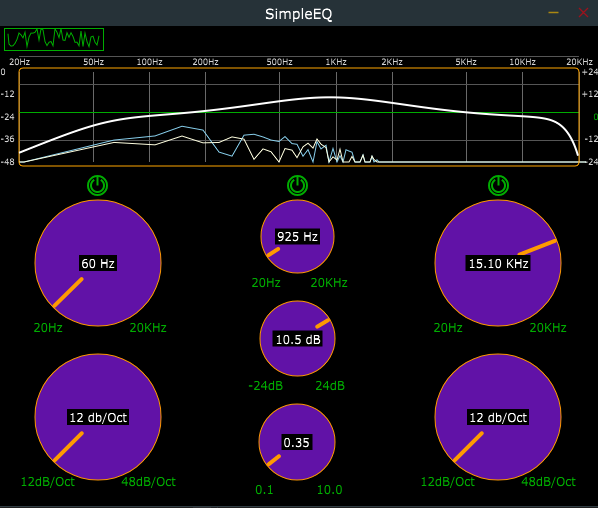 SimpleEQ
20Hz 50Hz 100Hz 200Hz 500Hz 1KHz 2KHz 5KHz 10KHz 20KHz
0 +24
-12 +12
-24 0
-36 -12
-48 -24
60 Hz
20Hz 20KHz
925 Hz
20Hz 20KHz
15.10 KHz
20Hz 20KHz
10.5 dB
-24dB 24dB
12 db/Oct
12dB/Oct 48dB/Oct
0.35
0.1 10.0
12 db/Oct
12dB/Oct 48dB/Oct